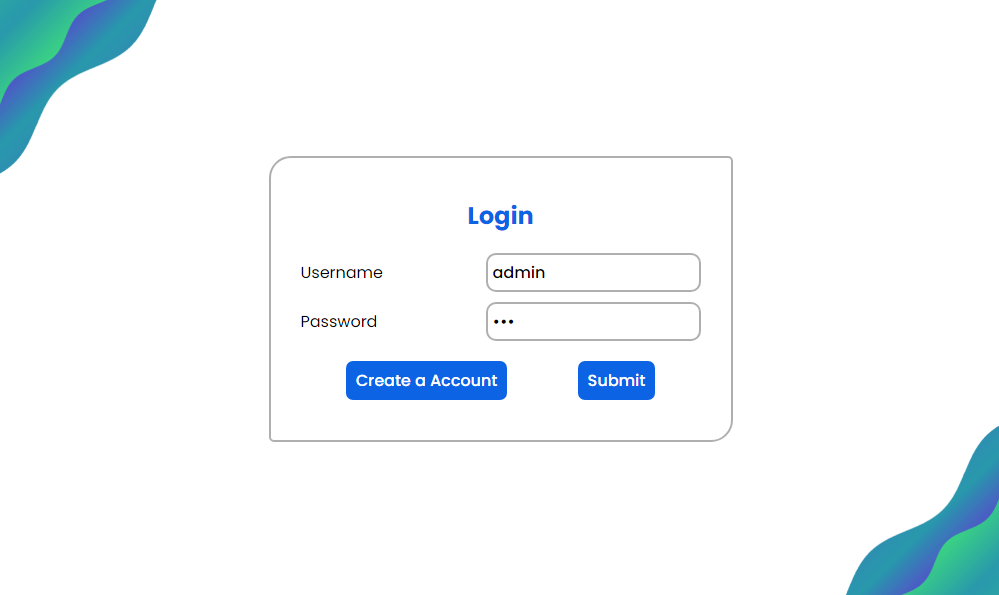 Login
Username admin
Password •••
Create a Account Submit